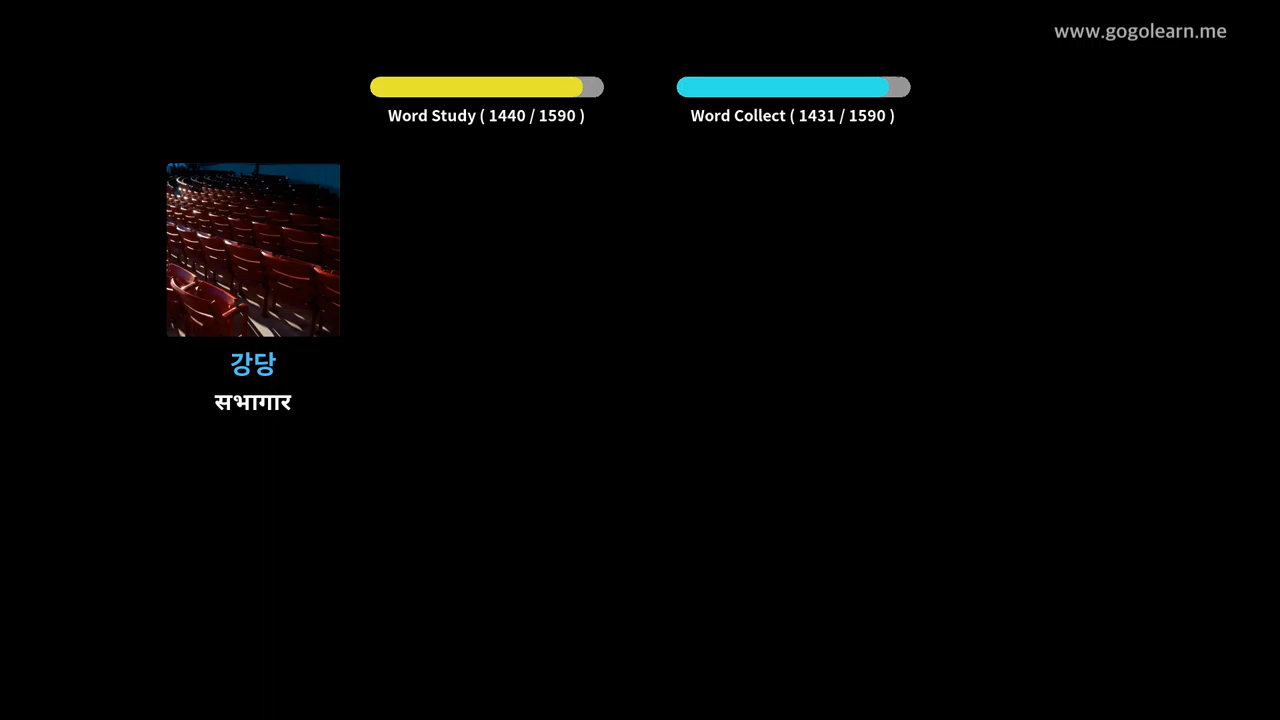 www.gogolearn.me
Word Study ( 1440 / 1590 )
Word Collect ( 1431 / 1590 )
강당
सभागार